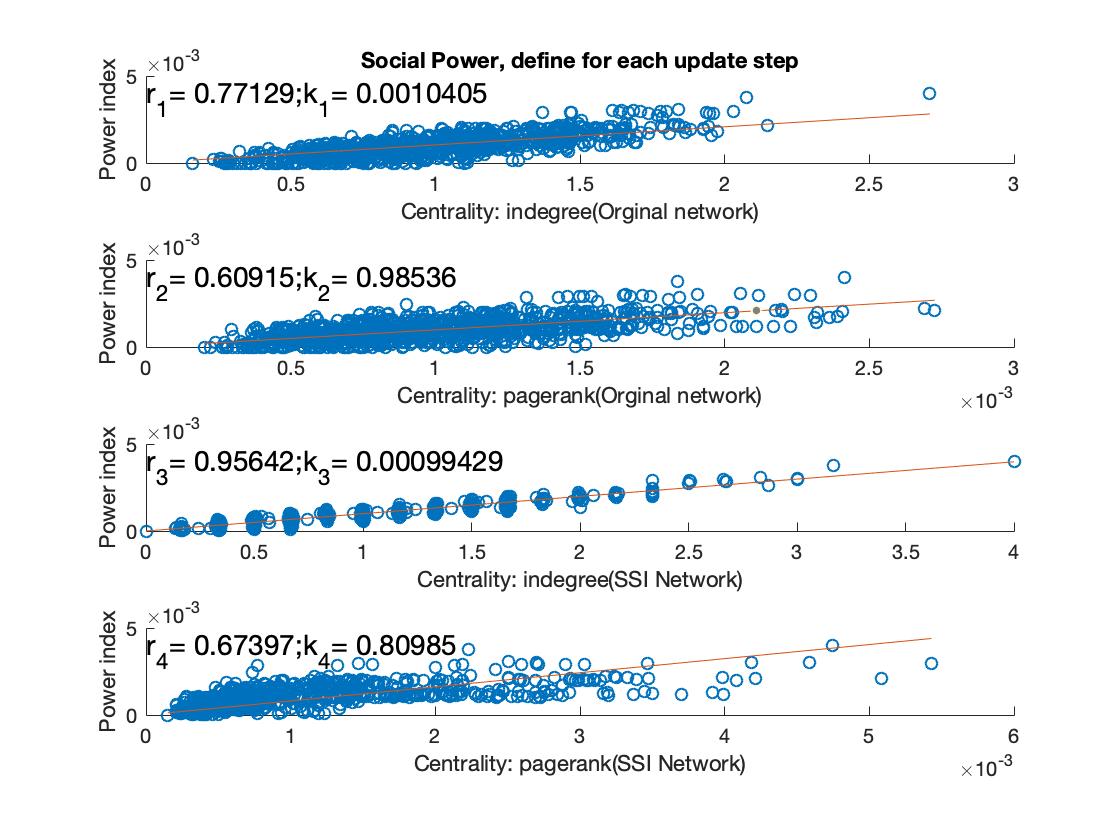 Social Power, define for each update step
×10⁻³
Power index
5
0
r₁= 0.77129;k₁= 0.0010405
0 0.5 1 1.5 2 2.5 3
Centrality: indegree(Orginal network)
×10⁻³
Power index
5
0
r₂= 0.60915;k₂= 0.98536
0 0.5 1 1.5 2 2.5 3
Centrality: pagerank(Orginal network)
×10⁻³
×10⁻³
Power index
5
0
r₃= 0.95642;k₃= 0.00099429
0 0.5 1 1.5 2 2.5 3 3.5 4
Centrality: indegree(SSI Network)
×10⁻³
Power index
5
0
r₄= 0.67397;k₄= 0.80985
0 1 2 3 4 5 6
Centrality: pagerank(SSI Network)
×10⁻³